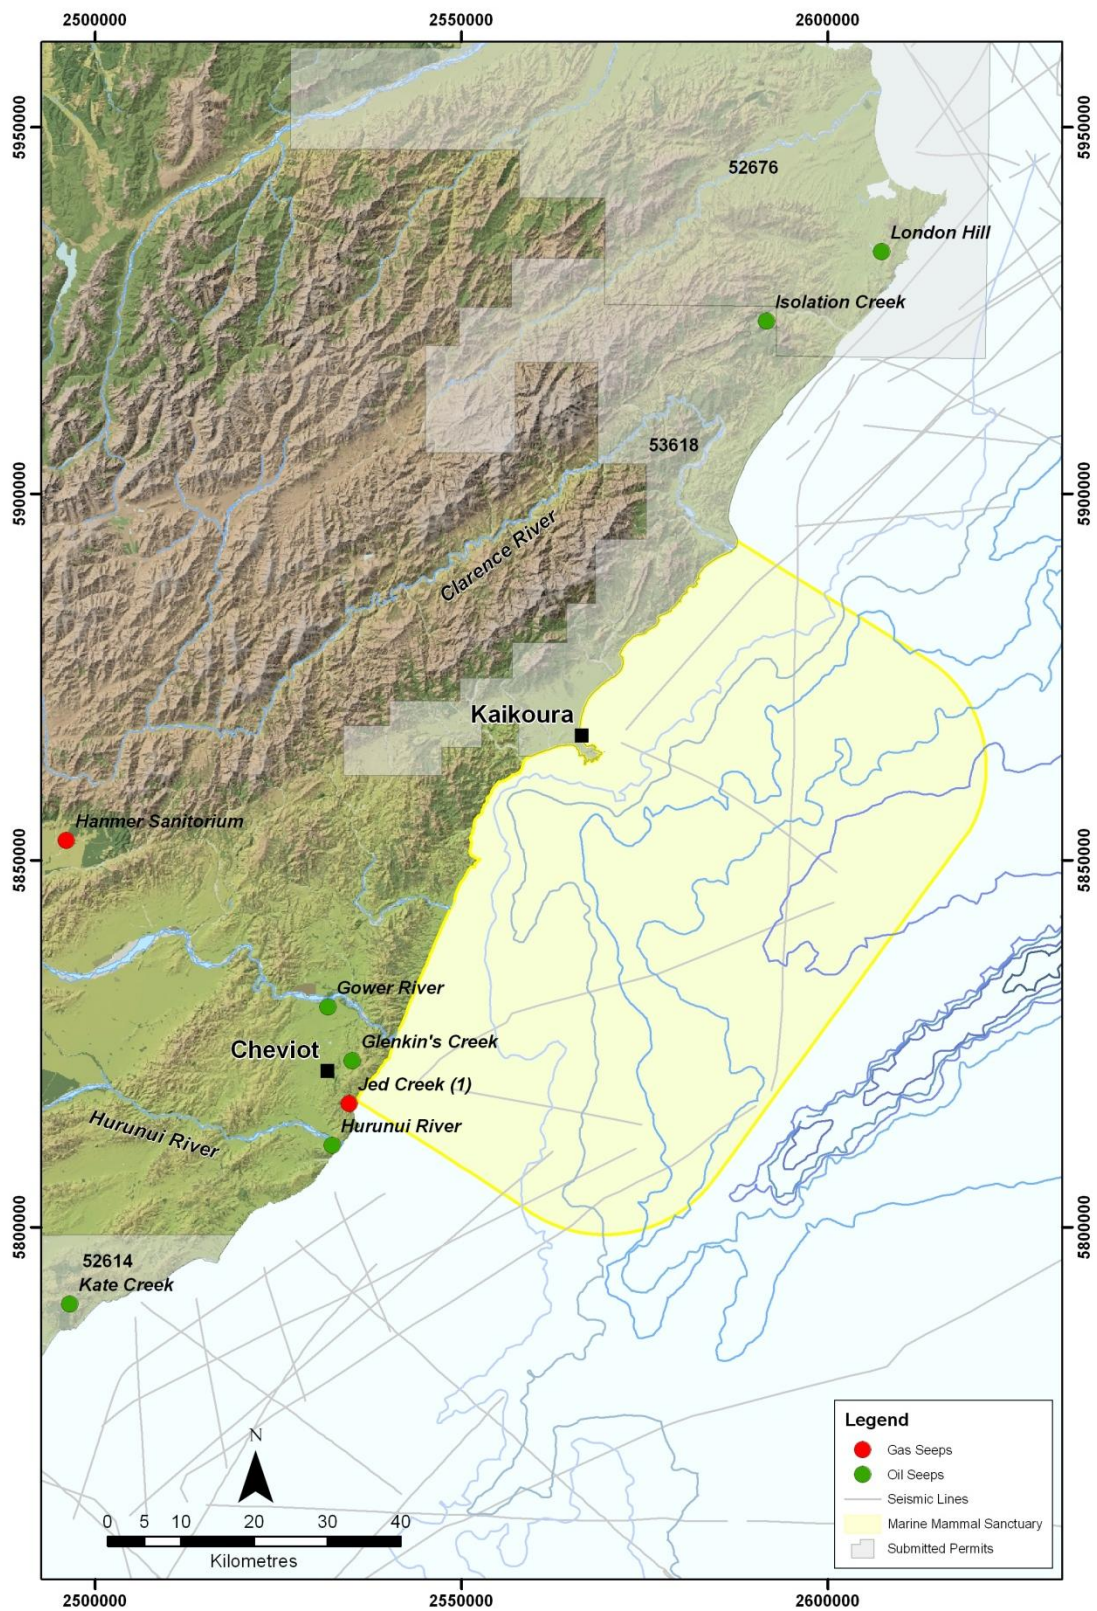 2500000
2550000
2600000
5950000
5950000
52676
London Hill
Isolation Creek
53618
5900000
5900000
Clarence River
Kaikoura
Hanmer Sanitorium
5850000
5850000
Gower River
Glenkin's Creek
Cheviot
Jed Creek (1)
Hurunui River
Hurunui River
5800000
5800000
52614
Kate Creek
N
0 5 10 20 30 40
Kilometres
Legend
Gas Seeps
Oil Seeps
Seismic Lines
Marine Mammal Sanctuary
Submitted Permits
2500000
2550000
2600000